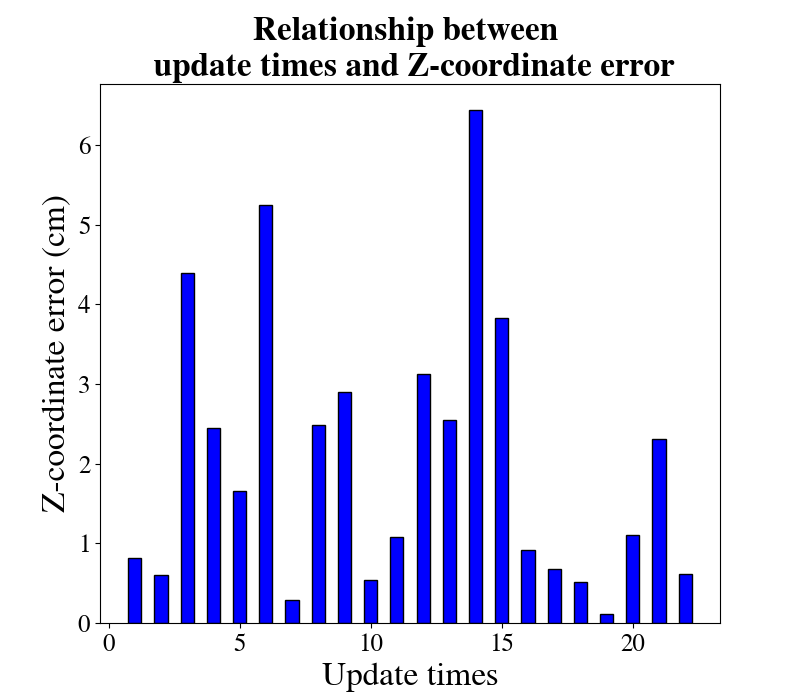 Relationship between
update times and Z-coordinate error
Z-coordinate error (cm)
6
5
4
3
2
1
0
0 5 10 15 20
Update times